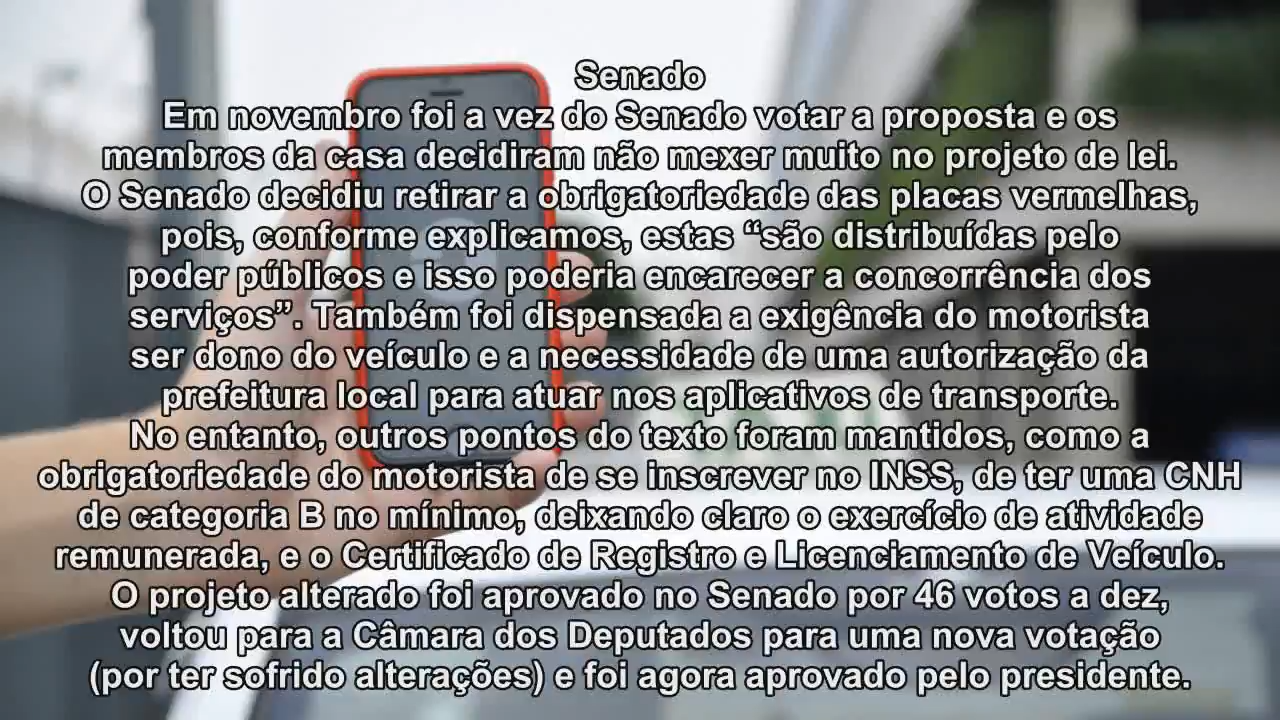 Senado
Em novembro foi a vez do Senado votar a proposta e os
membros da casa decidiram não mexer muito no projeto de lei.
O Senado decidiu retirar a obrigatoriedade das placas vermelhas,
pois, conforme explicamos, estas “são distribuídas pelo
poder públicos e isso poderia encarecer a concorrência dos
serviços”. Também foi dispensada a exigência do motorista
ser dono do veículo e a necessidade de uma autorização da
prefeitura local para atuar nos aplicativos de transporte.
No entanto, outros pontos do texto foram mantidos, como a
obrigatoriedade do motorista de se inscrever no INSS, de ter uma CNH
de categoria B no mínimo, deixando claro o exercício de atividade
remunerada, e o Certificado de Registro e Licenciamento de Veículo.
O projeto alterado foi aprovado no Senado por 46 votos a dez,
voltou para a Câmara dos Deputados para uma nova votação
(por ter sofrido alterações) e foi agora aprovado pelo presidente.